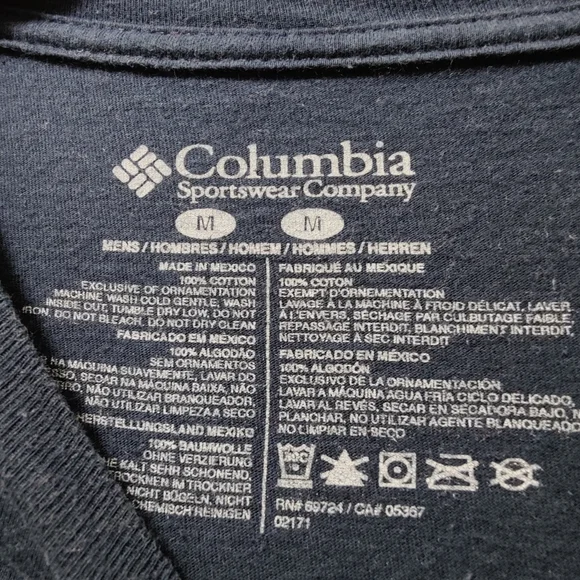 Columbia
Sportswear Company
M M
MENS / HOMBRES / HOMEM / HOMMES / HERREN
MADE IN MEXICO
100% COTTON
EXCLUSIVE OF ORNAMENTATION
MACHINE WASH COLD GENTLE, WASH
INSIDE OUT, TUMBLE DRY LOW, DO NOT
IRON, DO NOT BLEACH, DO NOT DRY CLEAN
FABRICADO EM MÉXICO
100% ALGODÃO
SEM ORNAMENTOS
NA MÁQUINA SUAVEMENTE, LAVAR DO
SECAR NA MÁQUINA BAIXA, NÃO
NÃO UTILIZAR BRANQUEADOR,
NÃO UTILIZAR LIMPEZA A SECO
HERSTELLUNGSLAND MEXIKO
100% BAUMWOLLE
OHNE VERZIERUNG
KALT SEHR SCHONEND,
TROCKNEN IM TROCKNER
NICHT BÜGELN, NICHT
CHEMISCH REINIGEN
FABRIQUÉ AU MEXIQUE
100% COTON
EXEMPT D'ORNEMENTATION
LAVAGE À LA MACHINE À FROID DÉLICAT, LAVER
À L'ENVERS, SÉCHAGE PAR CULBUTAGE FAIBLE,
REPASSAGE INTERDIT, BLANCHIMENT INTERDIT,
NETTOYAGE À SEC INTERDIT
FABRICADO EN MÉXICO
100% ALGODÓN
EXCLUSIVO DE LA ORNAMENTACIÓN
LAVAR A MÁQUINA AGUA FRÍA CICLO DELICADO,
LAVAR AL REVÉS, SECAR EN SECADORA BAJO,
PLANCHAR, NO UTILIZAR AGENTE BLANQUEADOR
NO LIMPIAR EN SECO
30C
RN# 69724 / CA# 05367
02171